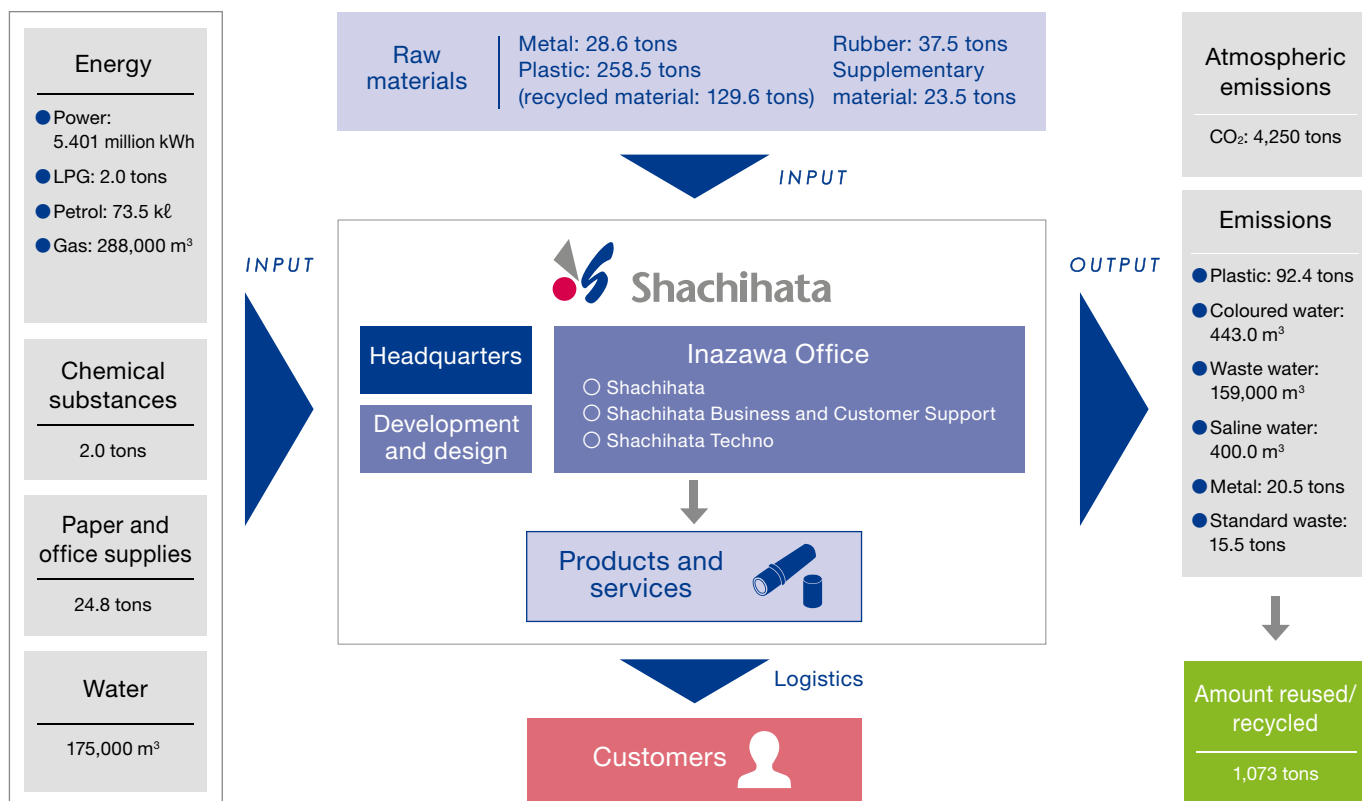 Energy
Power:
5.401 million kWh
LPG: 2.0 tons
Petrol: 73.5 kℓ
Gas: 288,000 m³
Chemical
substances
2.0 tons
Paper and
office supplies
24.8 tons
Water
175,000 m³
INPUT
Raw
materials
Metal: 28.6 tons
Plastic: 258.5 tons
(recycled material: 129.6 tons)
Rubber: 37.5 tons
Supplementary
material: 23.5 tons
INPUT
Shachihata
Headquarters
Development
and design
Inazawa Office
Shachihata
Shachihata Business and Customer Support
Shachihata Techno
Products and
services
Logistics
Customers
OUTPUT
Atmospheric
emissions
CO₂: 4,250 tons
Emissions
Plastic: 92.4 tons
Coloured water:
443.0 m³
Waste water:
159,000 m³
Saline water:
400.0 m³
Metal: 20.5 tons
Standard waste:
15.5 tons
Amount reused/
recycled
1,073 tons